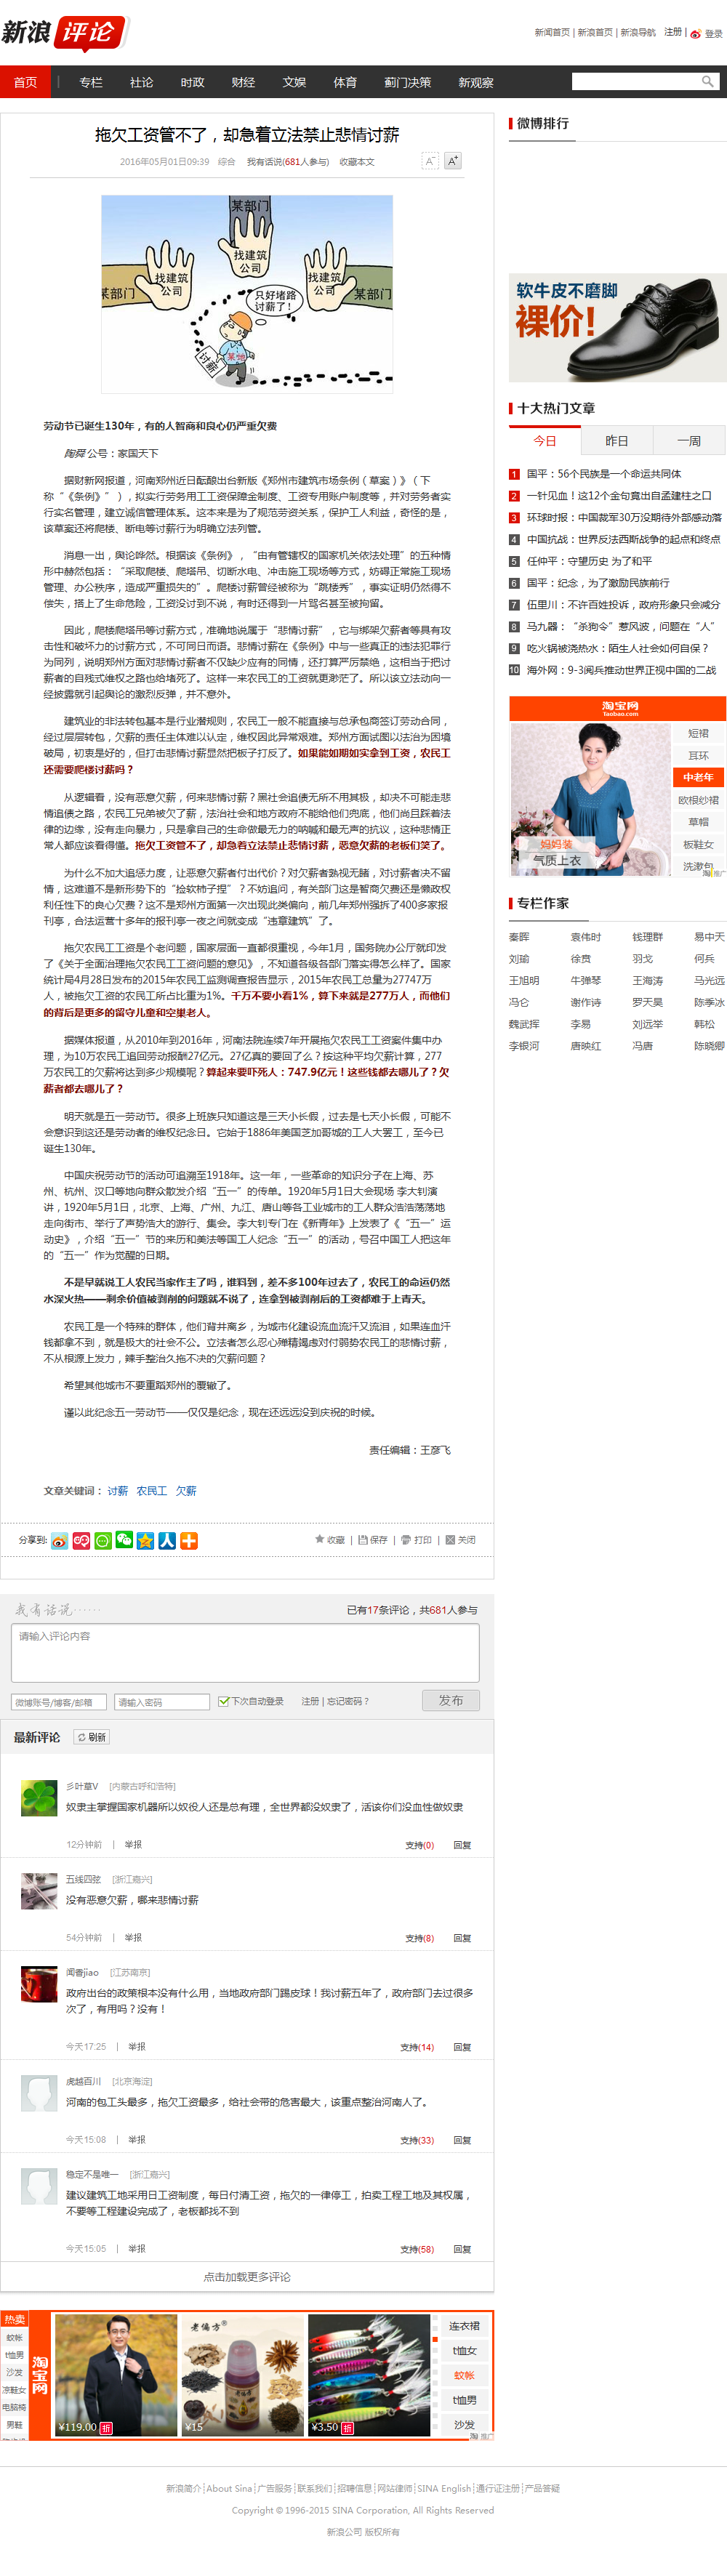 新浪 评论
新闻首页 | 新浪首页 | 新浪导航 注册 | 登录
首页 | 专栏 社论 时政 财经 文娱 体育 蓟门决策 新观察
拖欠工资管不了，却急着立法禁止悲情讨薪
2016年05月01日09:39 综合 我有话说(681人参与) 收藏本文
A- A+
某部门
找建筑公司
找建筑公司
找建筑公司
某部门
某部门
只好堵路讨薪了！
讨薪
某地
劳动节已诞生130年，有的人智商和良心仍严重欠费
陶舜 公号：家国天下
据财新网报道，河南郑州近日酝酿出台新版《郑州市建筑市场条例（草案）》（下
称“《条例》”），拟实行劳务用工工资保障金制度、工资专用账户制度等，并对劳务者实
行实名管理，建立诚信管理体系。这本来是为了规范劳资关系，保护工人利益，奇怪的是，
该草案还将爬楼、断电等讨薪行为明确立法列管。
消息一出，舆论哗然。根据该《条例》，“由有管辖权的国家机关依法处理”的五种情
形中赫然包括：“采取爬楼、爬塔吊、切断水电、冲击施工现场等方式，妨碍正常施工现场
管理、办公秩序，造成严重损失的”。爬楼讨薪曾经被称为“跳楼秀”，事实证明仍然得不
偿失，搭上了生命危险，工资没讨到不说，有时还得到一片骂名甚至被拘留。
因此，爬楼爬塔吊等讨薪方式，准确地说属于“悲情讨薪”，它与绑架欠薪者等具有攻
击性和破坏力的讨薪方式，不可同日而语。悲情讨薪在《条例》中与一些真正的违法犯罪行
为同列，说明郑州方面对悲情讨薪者不仅缺少应有的同情，还打算严厉禁绝，这相当于把讨
薪者的自残式维权之路也给堵死了。这样一来农民工的工资就更渺茫了。所以该立法动向一
经披露就引起舆论的激烈反弹，并不意外。
建筑业的非法转包基本是行业潜规则，农民工一般不能直接与总承包商签订劳动合同，
经过层层转包，欠薪的责任主体难以认定，维权因此异常艰难。郑州方面试图以法治为困境
破局，初衷是好的，但打击悲情讨薪显然把板子打反了。如果能如期如实拿到工资，农民工
还需要爬楼讨薪吗？
从逻辑看，没有恶意欠薪，何来悲情讨薪？黑社会追债无所不用其极，却决不可能走悲
情追债之路，农民工兄弟被欠了薪，法治社会和地方政府不能给他们兜底，他们尚且踩着法
律的边缘，没有走向暴力，只是拿自己的生命做最无力的呐喊和最无声的抗议，这种悲情正
常人都应该看得懂。拖欠工资管不了，却急着立法禁止悲情讨薪，恶意欠薪的老板们笑了。
为什么不加大追惩力度，让恶意欠薪者付出代价？对欠薪者熟视无睹，对讨薪者决不留
情，这难道不是新形势下的“捡软柿子捏”？不妨追问，有关部门这是智商欠费还是懒政权
利任性下的良心欠费？这不是郑州方面第一次出现此类偏向，前几年郑州强拆了400多家报
刊亭，合法运营十多年的报刊亭一夜之间就变成“违章建筑”了。
拖欠农民工工资是个老问题，国家层面一直都很重视，今年1月，国务院办公厅就印发
了《关于全面治理拖欠农民工工资问题的意见》，不知道各级各部门落实得怎么样了。国家
统计局4月28日发布的2015年农民工监测调查报告显示，2015年农民工总量为27747万
人，被拖欠工资的农民工所占比重为1%。千万不要小看1%，算下来就是277万人，而他们
的背后是更多的留守儿童和空巢老人。
据媒体报道，从2010年到2016年，河南法院连续7年开展拖欠农民工工资案件集中办
理，为10万农民工追回劳动报酬27亿元。27亿真的要回了么？按这种平均欠薪计算，277
万农民工的欠薪将达到多少规模呢？算起来要吓死人：747.9亿元！这些钱都去哪儿了？欠
薪者都去哪儿了？
明天就是五一劳动节。很多上班族只知道这是三天小长假，过去是七天小长假，可能不
会意识到这还是劳动者的维权纪念日。它始于1886年美国芝加哥城的工人大罢工，至今已
诞生130年。
中国庆祝劳动节的活动可追溯至1918年。这一年，一些革命的知识分子在上海、苏
州、杭州、汉口等地向群众散发介绍“五一”的传单。1920年5月1日大会现场 李大钊演
讲，1920年5月1日，北京、上海、广州、九江、唐山等各工业城市的工人群众浩浩荡荡地
走向街市、举行了声势浩大的游行、集会。李大钊专门在《新青年》上发表了《“五一”运
动史》，介绍“五一”节的来历和美法等国工人纪念“五一”的活动，号召中国工人把这年
的“五一”作为觉醒的日期。
不是早就说工人农民当家作主了吗，谁料到，差不多100年过去了，农民工的命运仍然
水深火热——剩余价值被剥削的问题就不说了，连拿到被剥削后的工资都难于上青天。
农民工是一个特殊的群体，他们背井离乡，为城市化建设流血流汗又流泪，如果连血汗
钱都拿不到，就是极大的社会不公。立法者怎么忍心殚精竭虑对付弱势农民工的悲情讨薪，
不从根源上发力，辣手整治久拖不决的欠薪问题？
希望其他城市不要重蹈郑州的覆辙了。
谨以此纪念五一劳动节——仅仅是纪念，现在还远远没到庆祝的时候。
责任编辑：王彦飞
文章关键词： 讨薪 农民工 欠薪
分享到:
收藏 | 保存 | 打印 | 关闭
我有话说······
已有17条评论，共681人参与
请输入评论内容
微博账号/博客/邮箱 请输入密码 下次自动登录 注册 | 忘记密码？ 发布
最新评论 刷新
彡叶草V [内蒙古呼和浩特]
奴隶主掌握国家机器所以奴役人还是总有理，全世界都没奴隶了，活该你们没血性做奴隶
12分钟前 | 举报 支持(0) 回复
五线四弦 [浙江嘉兴]
没有恶意欠薪，哪来悲情讨薪
54分钟前 | 举报 支持(8) 回复
闻香jiao [江苏南京]
政府出台的政策根本没有什么用，当地政府部门踢皮球！我讨薪五年了，政府部门去过很多
次了，有用吗？没有！
今天17:25 | 举报 支持(14) 回复
虎越百川 [北京海淀]
河南的包工头最多，拖欠工资最多，给社会带的危害最大，该重点整治河南人了。
今天15:08 | 举报 支持(33) 回复
稳定不是唯一 [浙江嘉兴]
建议建筑工地采用日工资制度，每日付清工资，拖欠的一律停工，拍卖工程工地及其权属，
不要等工程建设完成了，老板都找不到
今天15:05 | 举报 支持(58) 回复
点击加载更多评论
热卖
蚊帐
t恤男
沙发
凉鞋女
电脑椅
男鞋
淘宝网
¥119.00 折
老偏方
¥15
¥3.50 折
连衣裙
t恤女
蚊帐
t恤男
沙发
淘 推广
微博排行
软牛皮不磨脚
裸价!
十大热门文章
今日 昨日 一周
1 国平：56个民族是一个命运共同体
2 一针见血！这12个金句竟出自孟建柱之口
3 环球时报：中国裁军30万没期待外部感动落
4 中国抗战：世界反法西斯战争的起点和终点
5 任仲平：守望历史 为了和平
6 国平：纪念，为了激励民族前行
7 伍里川：不许百姓投诉，政府形象只会减分
8 马九器：“杀狗令”惹风波，问题在“人”
9 吃火锅被浇热水：陌生人社会如何自保？
10 海外网：9-3阅兵推动世界正视中国的二战
淘宝网
Taobao.com
短裙
耳环
中老年
欧根纱裙
草帽
板鞋女
洗漱包
妈妈装
气质上衣
淘 推广
专栏作家
秦晖 袁伟时 钱理群 易中天
刘瑜 徐贲 羽戈 何兵
王旭明 牛弹琴 王海涛 马光远
冯仑 谢作诗 罗天昊 陈季冰
魏武挥 李易 刘远举 韩松
李银河 唐映红 冯唐 陈晓卿
新浪简介┊About Sina┊广告服务┊联系我们┊招聘信息┊网站律师┊SINA English┊通行证注册┊产品答疑
Copyright © 1996-2015 SINA Corporation, All Rights Reserved
新浪公司 版权所有